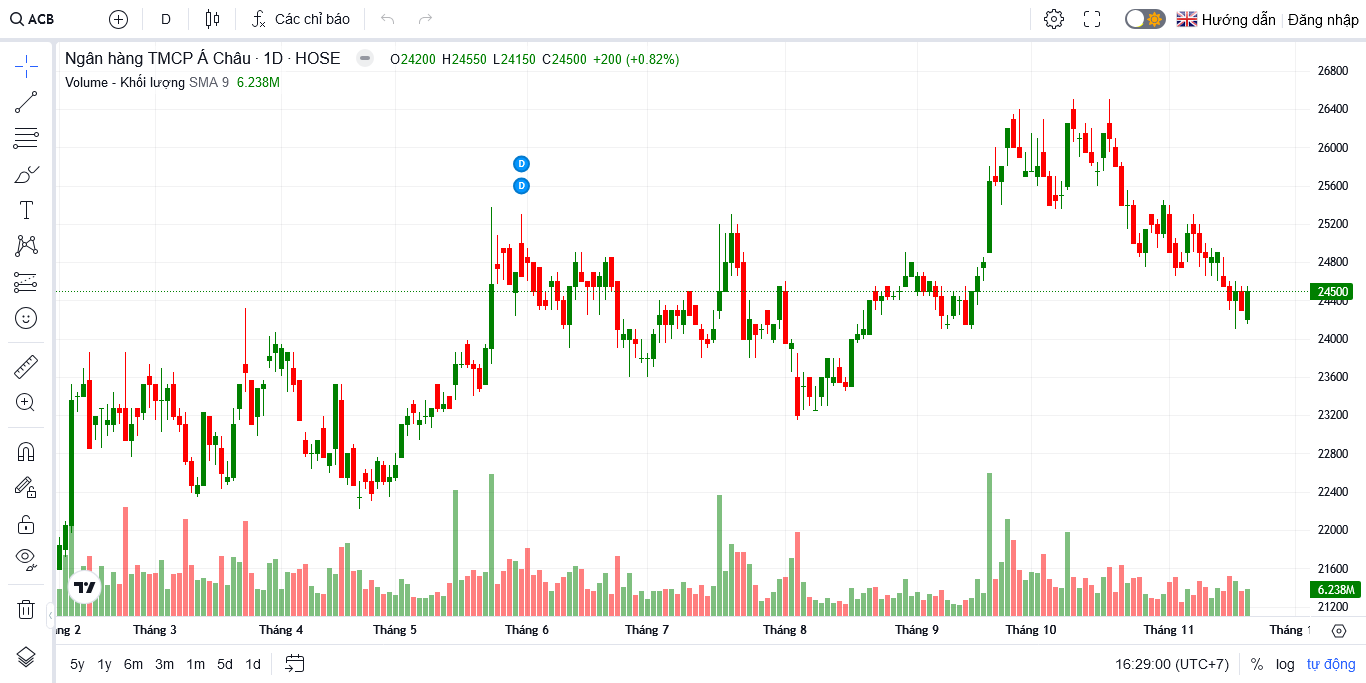 ACB D Các chỉ báo Hướng dẫn Đăng nhập
Ngân hàng TMCP Á Châu · 1D · HOSE O24200 H24550 L24150 C24500 +200 (+0.82%)
Volume - Khối lượng SMA 9 6.238M
D
D
26800
26400
26000
25600
25200
24800
24500
24400
24000
23600
23200
22800
22400
22000
21600
6.238M
21200
ng 2 Tháng 3 Tháng 4 Tháng 5 Tháng 6 Tháng 7 Tháng 8 Tháng 9 Tháng 10 Tháng 11 Tháng 1
5y 1y 6m 3m 1m 5d 1d 16:29:00 (UTC+7) % log tự động